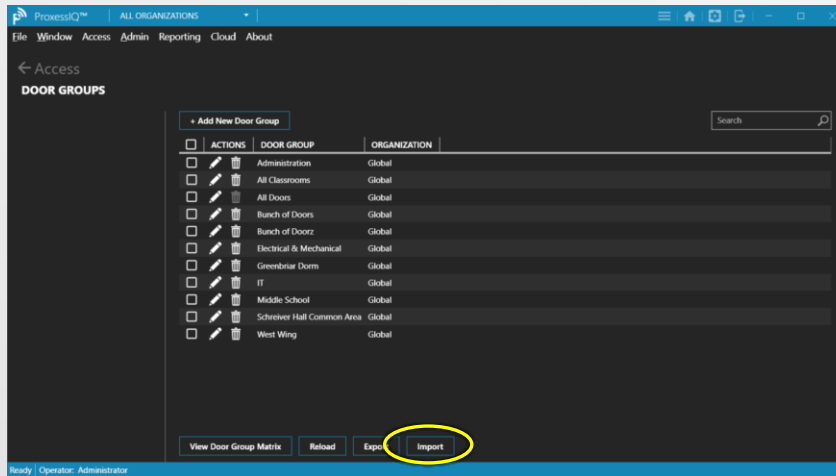 ProxessIQ™ ALL ORGANIZATIONS
File Window Access Admin Reporting Cloud About
Access
DOOR GROUPS
+ Add New Door Group Search
ACTIONS DOOR GROUP ORGANIZATION
Administration Global
All Classrooms Global
All Doors Global
Bunch of Doors Global
Bunch of Doorz Global
Electrical & Mechanical Global
Greenbriar Dorm Global
IT Global
Middle School Global
Schreiver Hall Common Area Global
West Wing Global
View Door Group Matrix Reload Export Import
Ready Operator: Administrator